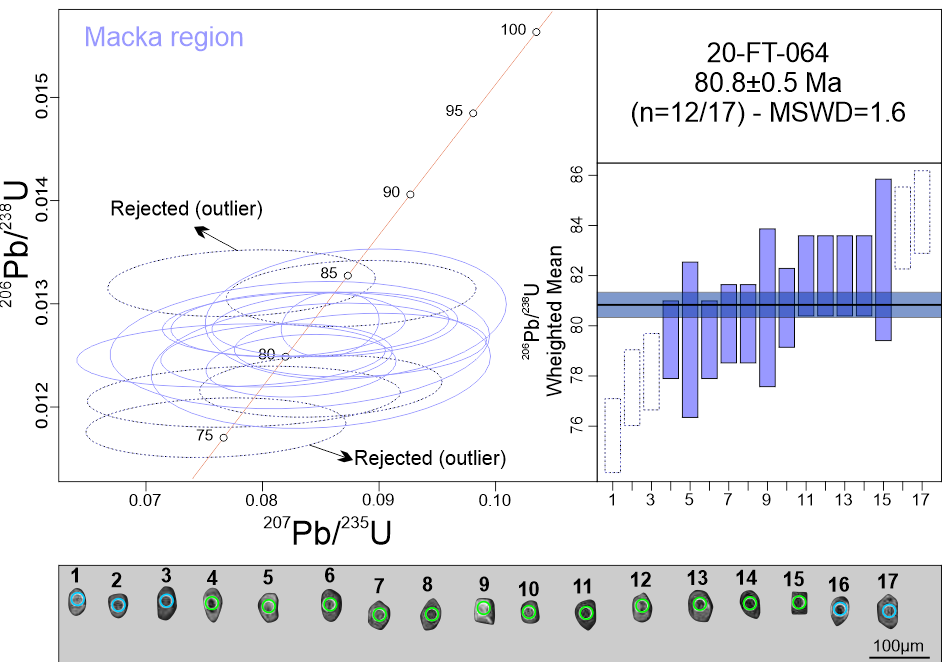 Macka region
100
95
90
85
80
75
Rejected (outlier)
Rejected (outlier)
0.015
0.014
0.013
0.012
206Pb/238U
0.07 0.08 0.09 0.10
207Pb/235U
20-FT-064
80.8±0.5 Ma
(n=12/17) - MSWD=1.6
86
84
82
80
78
76
206Pb/238U
Wheighted Mean
1 3 5 7 9 11 13 15 17
1 2 3 4 5 6 7 8 9 10 11 12 13 14 15 16 17
100µm